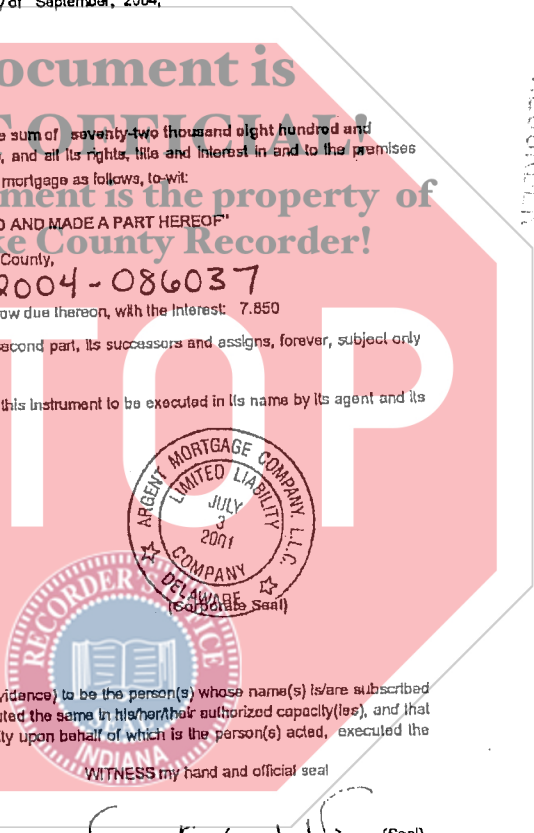 y of September, 2004,
ocument is
OFFICIAL!
e sum of seventy-two thousand eight hundred and
, and all its rights, title and interest in and to the premises
mortgage as follows, to-wit:
ment is the property of
D AND MADE A PART HEREOF"
ke County Recorder!
County,
2004-086037
ow due thereon, with the interest: 7.850
second part, its successors and assigns, forever, subject only
TOP
this instrument to be executed in its name by its agent and its
ARGENT MORTGAGE COMPANY, L.L.C.
LIMITED LIABILITY
JULY
3
2001
COMPANY
DELAWARE
(Corporate Seal)
RECORDER'S OFFICE
INDIANA
vidence) to be the person(s) whose name(s) is/are subscribed
uted the same in his/her/their authorized capacity(ies), and that
ity upon behalf of which is the person(s) acted, executed the
WITNESS my hand and official seal
(Seal)